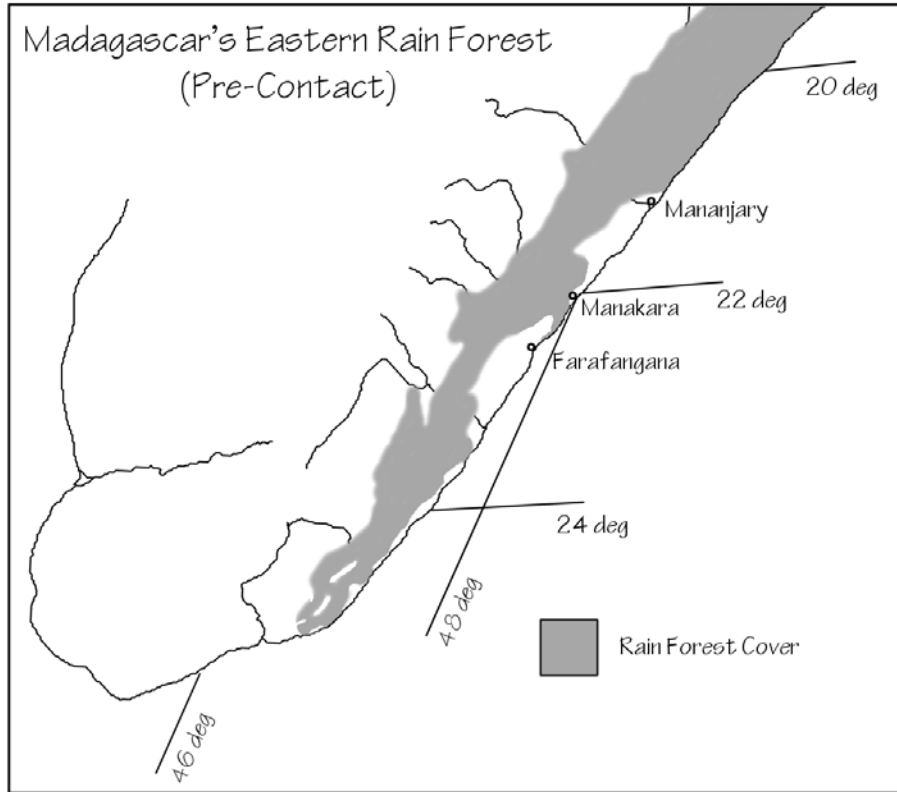 Madagascar's Eastern Rain Forest
(Pre-Contact)
20 deg
Mananjary
22 deg
Manakara
Farafangana
24 deg
48 deg
Rain Forest Cover
46 deg